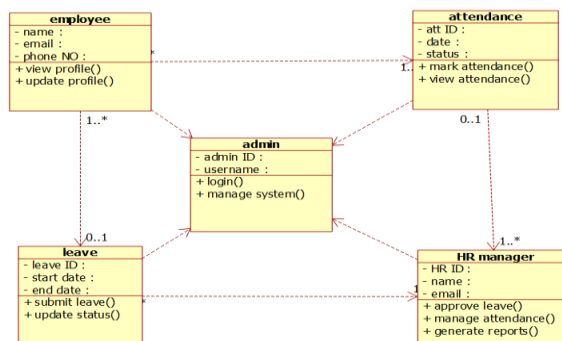 employee
- name :
- email :
- phone NO :
+ view profile()
+ update profile()
attendance
- att ID :
- date :
- status :
+ mark attendance()
+ view attendance()
*
1..
1..*
0..1
admin
- admin ID :
- username :
+ login()
+ manage system()
0..1
1..*
leave
- leave ID :
- start date :
- end date :
+ submit leave()
+ update status()
*
1
HR manager
- HR ID :
- name :
- email :
+ approve leave()
+ manage attendance()
+ generate reports()